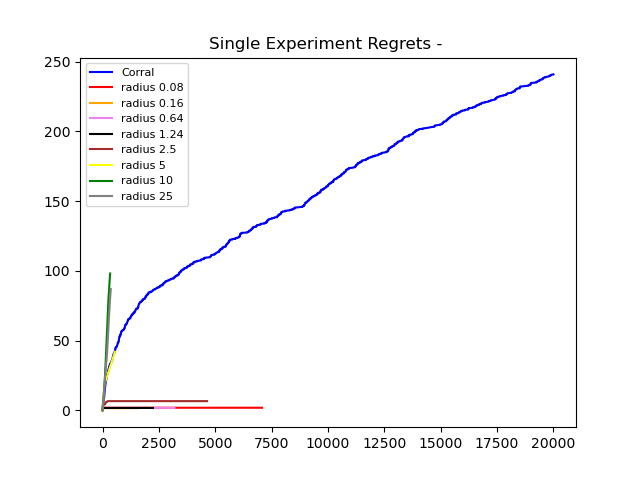 Single Experiment Regrets -
250
200
150
100
50
0
Corral
radius 0.08
radius 0.16
radius 0.64
radius 1.24
radius 2.5
radius 5
radius 10
radius 25
0 2500 5000 7500 10000 12500 15000 17500 20000